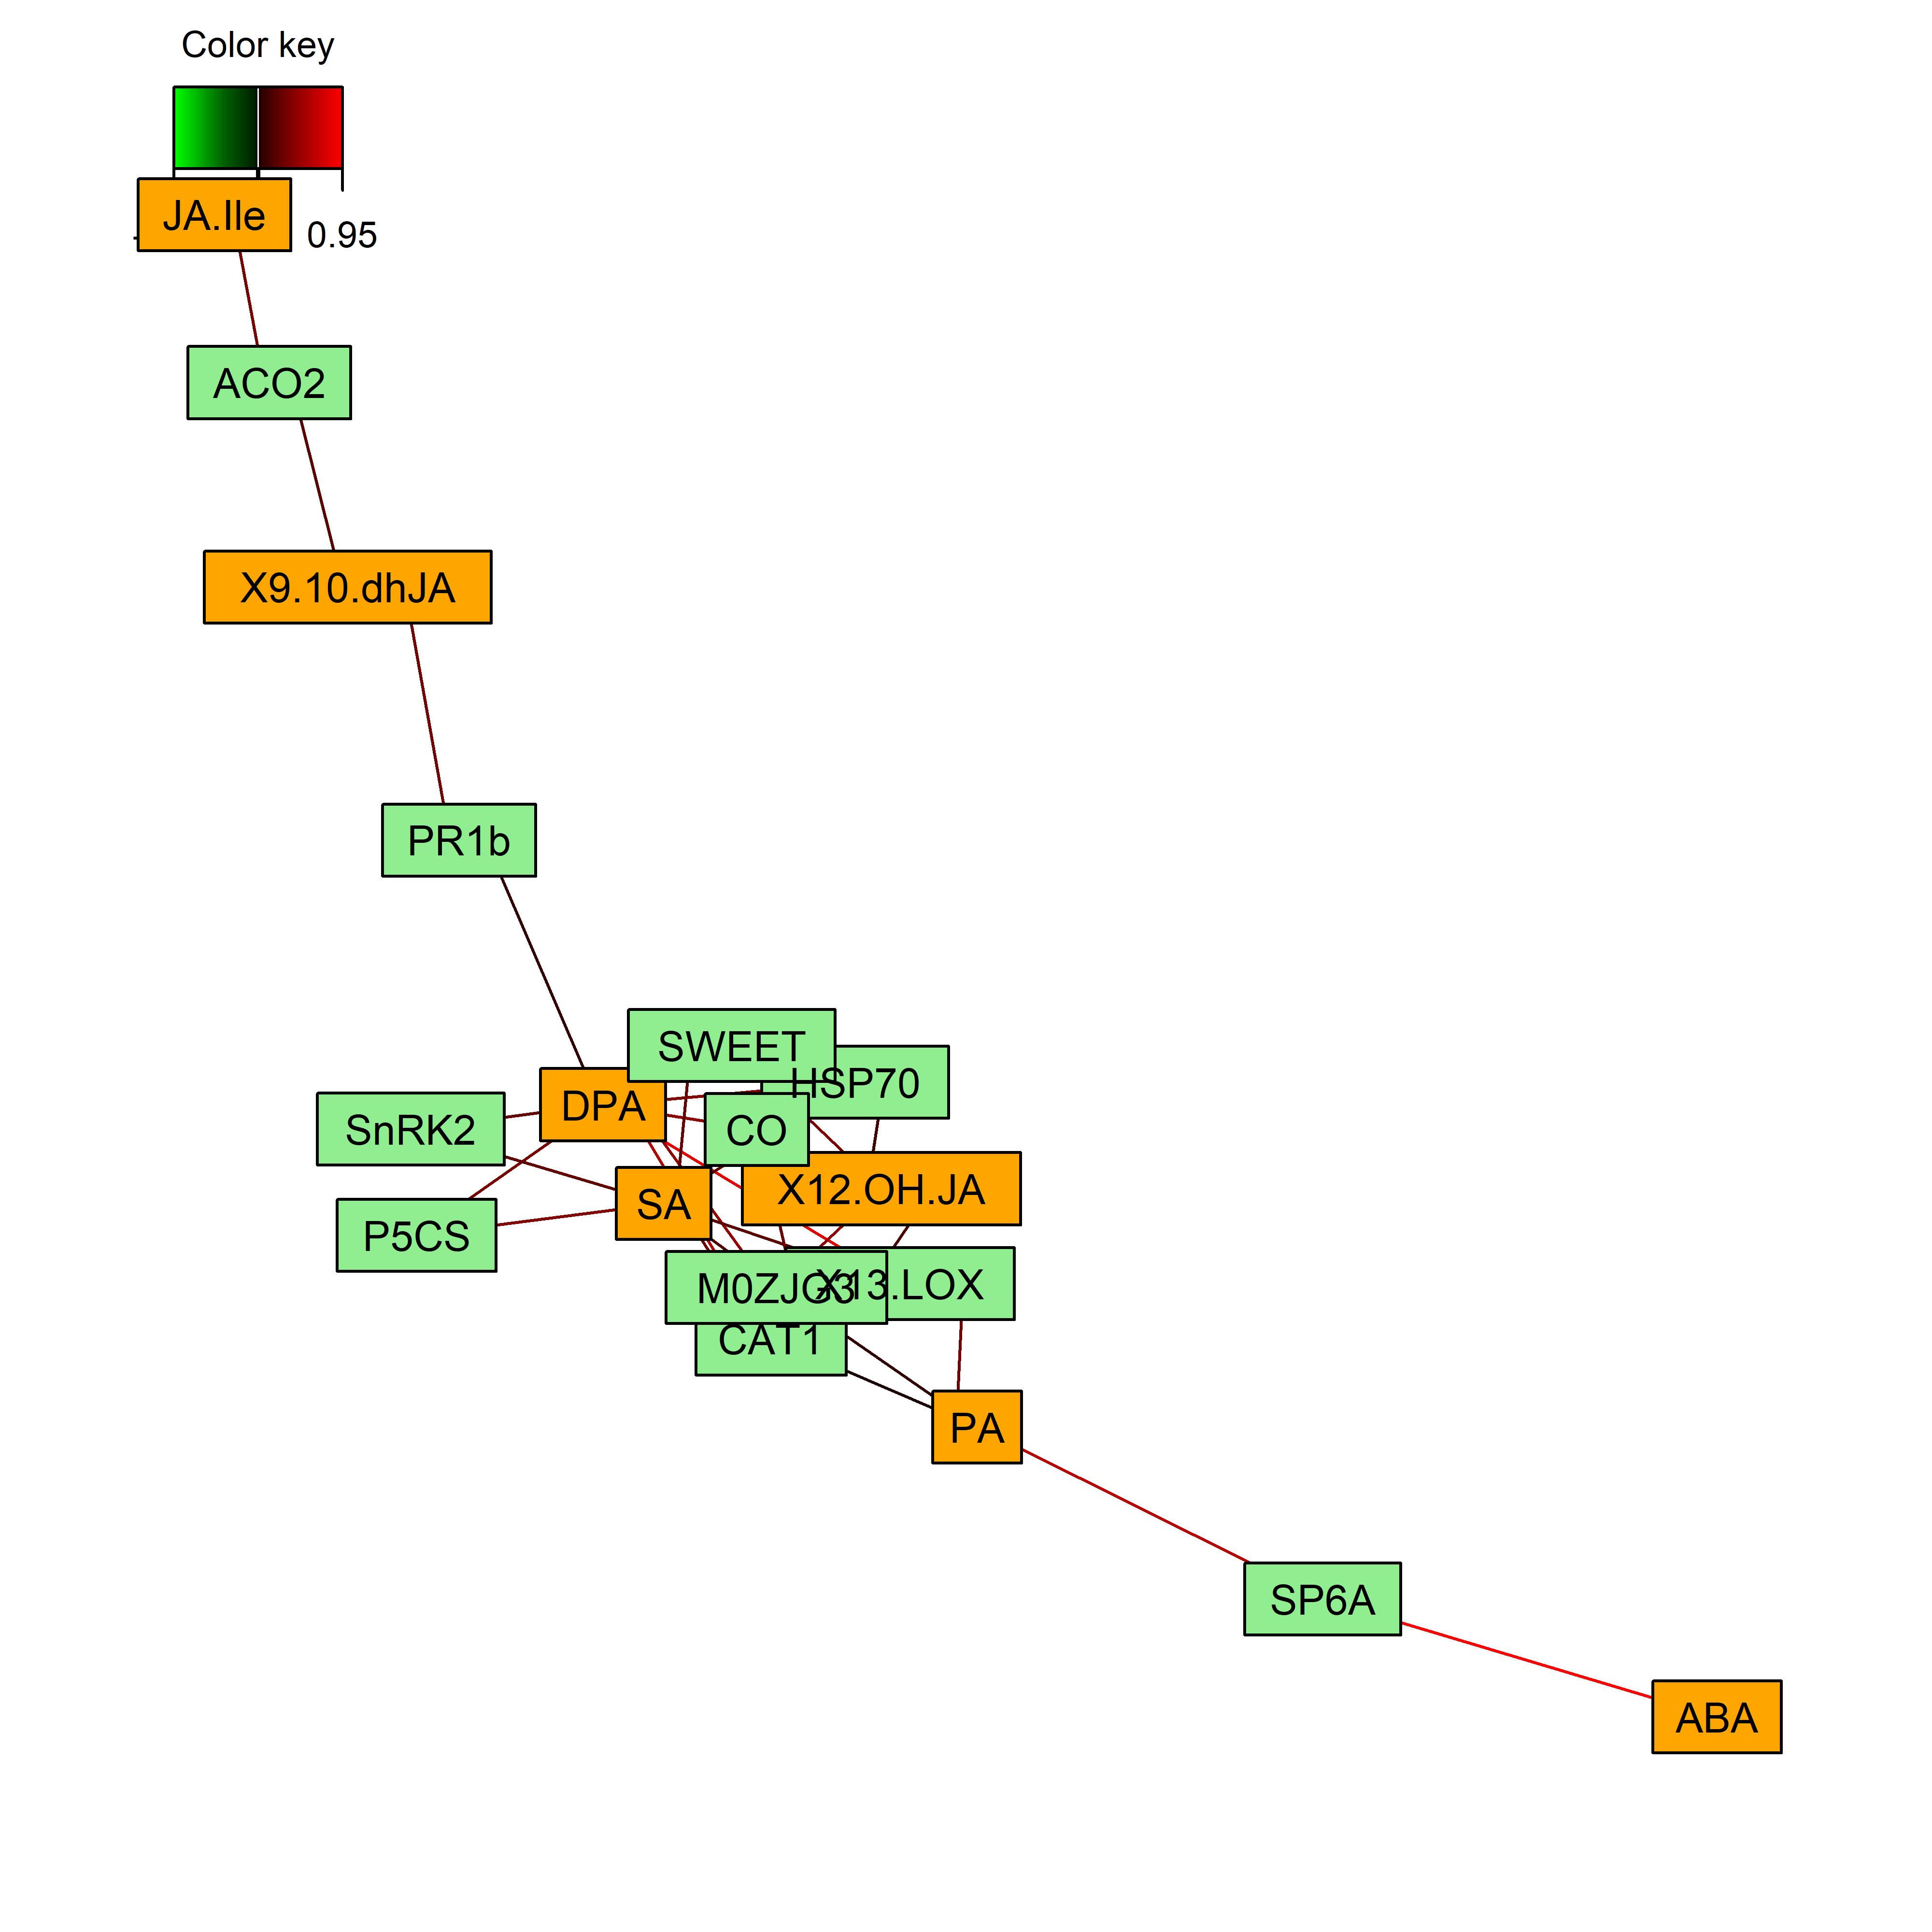 Color key
JA.Ile
0.95
ACO2
X9.10.dhJA
PR1b
SWEET
HSP70
DPA
CO
SnRK2
X12.OH.JA
SA
P5CS
M0ZJG3
X13.LOX
CAT1
PA
SP6A
ABA